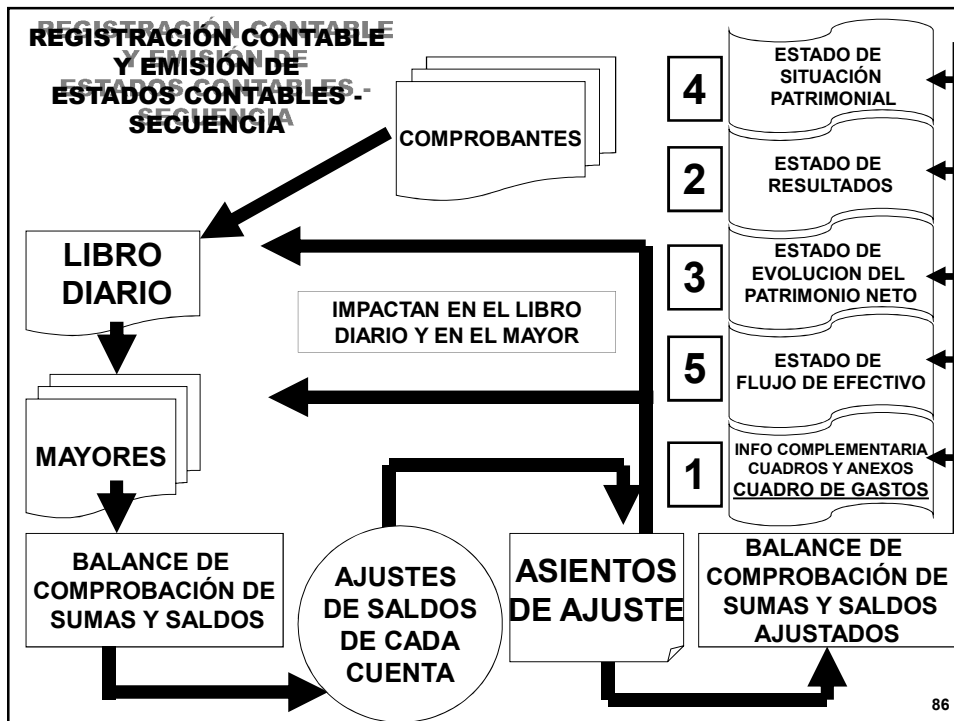 REGISTRACIÓN CONTABLE
Y EMISIÓN DE
ESTADOS CONTABLES -
SECUENCIA
COMPROBANTES
LIBRO
DIARIO
IMPACTAN EN EL LIBRO
DIARIO Y EN EL MAYOR
MAYORES
BALANCE DE
COMPROBACIÓN DE
SUMAS Y SALDOS
AJUSTES
DE SALDOS
DE CADA
CUENTA
ASIENTOS
DE AJUSTE
BALANCE DE
COMPROBACIÓN DE
SUMAS Y SALDOS
AJUSTADOS
4
ESTADO DE
SITUACIÓN
PATRIMONIAL
2
ESTADO DE
RESULTADOS
3
ESTADO DE
EVOLUCION DEL
PATRIMONIO NETO
5
ESTADO DE
FLUJO DE EFECTIVO
1
INFO COMPLEMENTARIA
CUADROS Y ANEXOS
CUADRO DE GASTOS
86